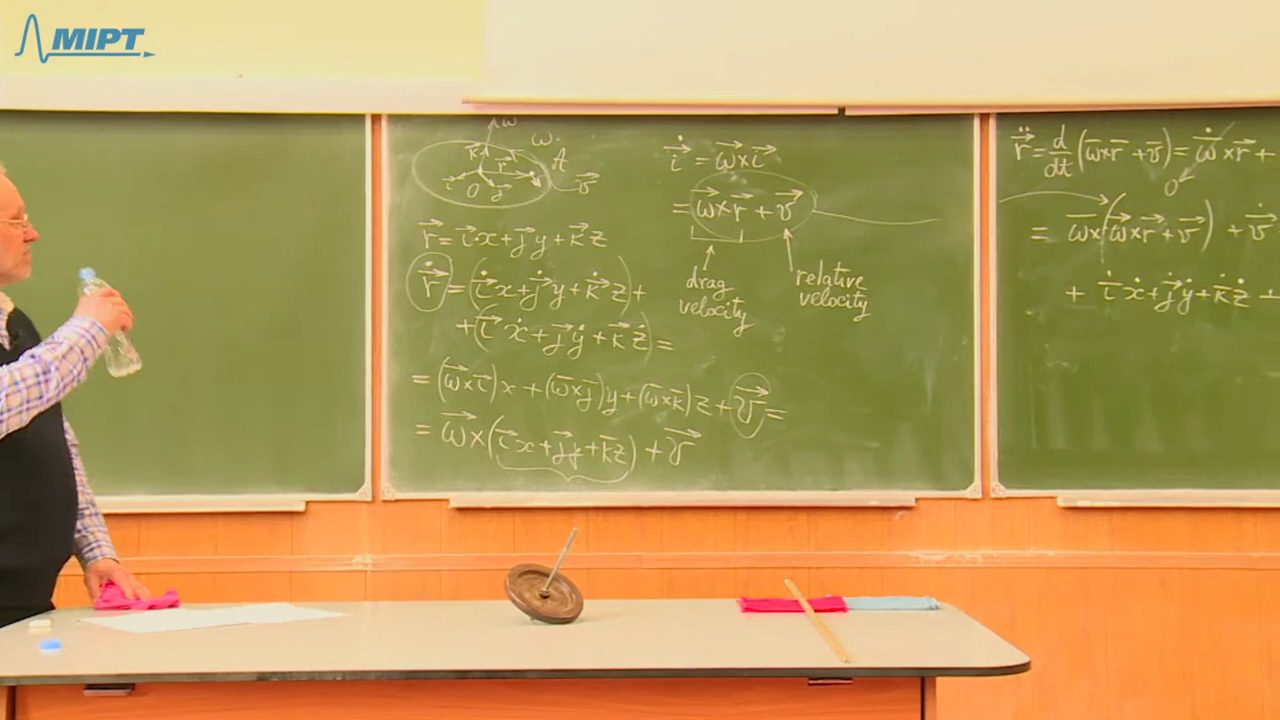 MIPT
ω
ω
k⃗ r⃗ A
i⃗ O j⃗ v⃗
r⃗ = i⃗x + j⃗y + k⃗z
ṙ⃗ = (i̇⃗x + j̇⃗y + k̇⃗z) +
+ (i⃗ẋ + j⃗ẏ + k⃗ż) =
= (ω⃗×i⃗)x + (ω⃗×j⃗)y + (ω⃗×k⃗)z + v⃗ =
= ω⃗×(i⃗x + j⃗y + k⃗z) + v⃗
i̇⃗ = ω⃗×i⃗
= ω⃗×r⃗ + v⃗
drag velocity
relative velocity
r̈⃗ = d/dt (ω⃗×r⃗ + v⃗) = ω̇⃗×r⃗ +
0
= ω⃗×(ω⃗×r⃗ + v⃗) + v̇⃗
+ i̇ẋ + j̇ẏ + k̇ż +